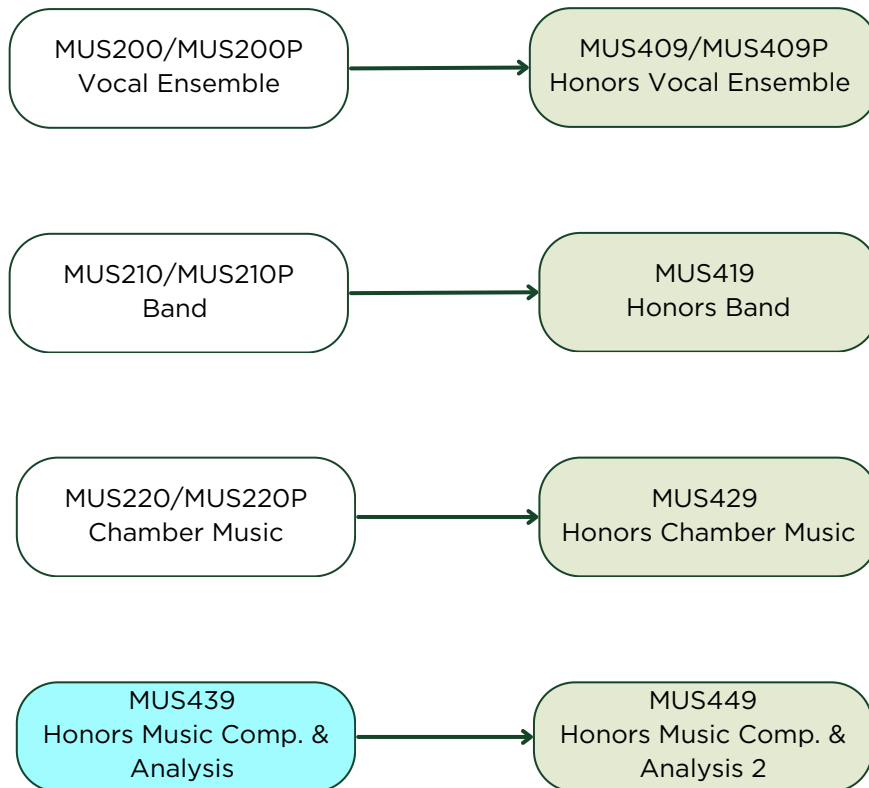 MUS200/MUS200P
Vocal Ensemble
MUS409/MUS409P
Honors Vocal Ensemble
MUS210/MUS210P
Band
MUS419
Honors Band
MUS220/MUS220P
Chamber Music
MUS429
Honors Chamber Music
MUS439
Honors Music Comp. &
Analysis
MUS449
Honors Music Comp. &
Analysis 2